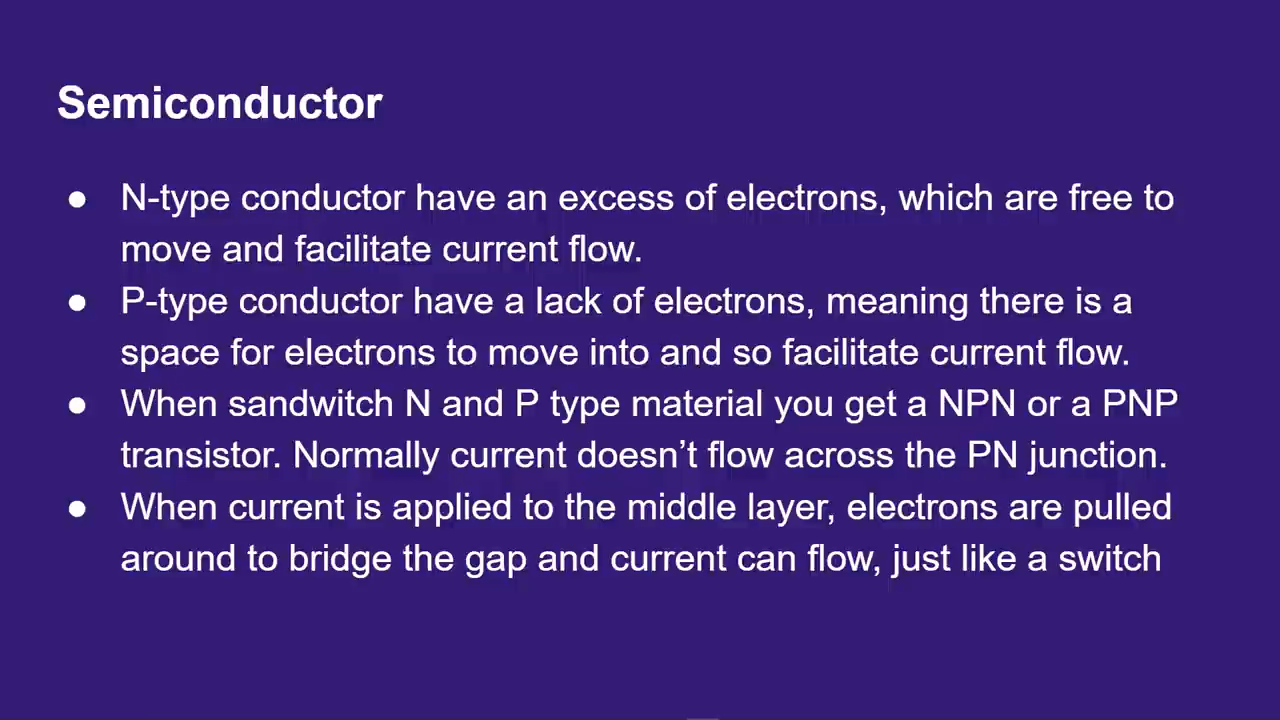 Semiconductor
● N-type conductor have an excess of electrons, which are free to
move and facilitate current flow.
● P-type conductor have a lack of electrons, meaning there is a
space for electrons to move into and so facilitate current flow.
● When sandwitch N and P type material you get a NPN or a PNP
transistor. Normally current doesn’t flow across the PN junction.
● When current is applied to the middle layer, electrons are pulled
around to bridge the gap and current can flow, just like a switch